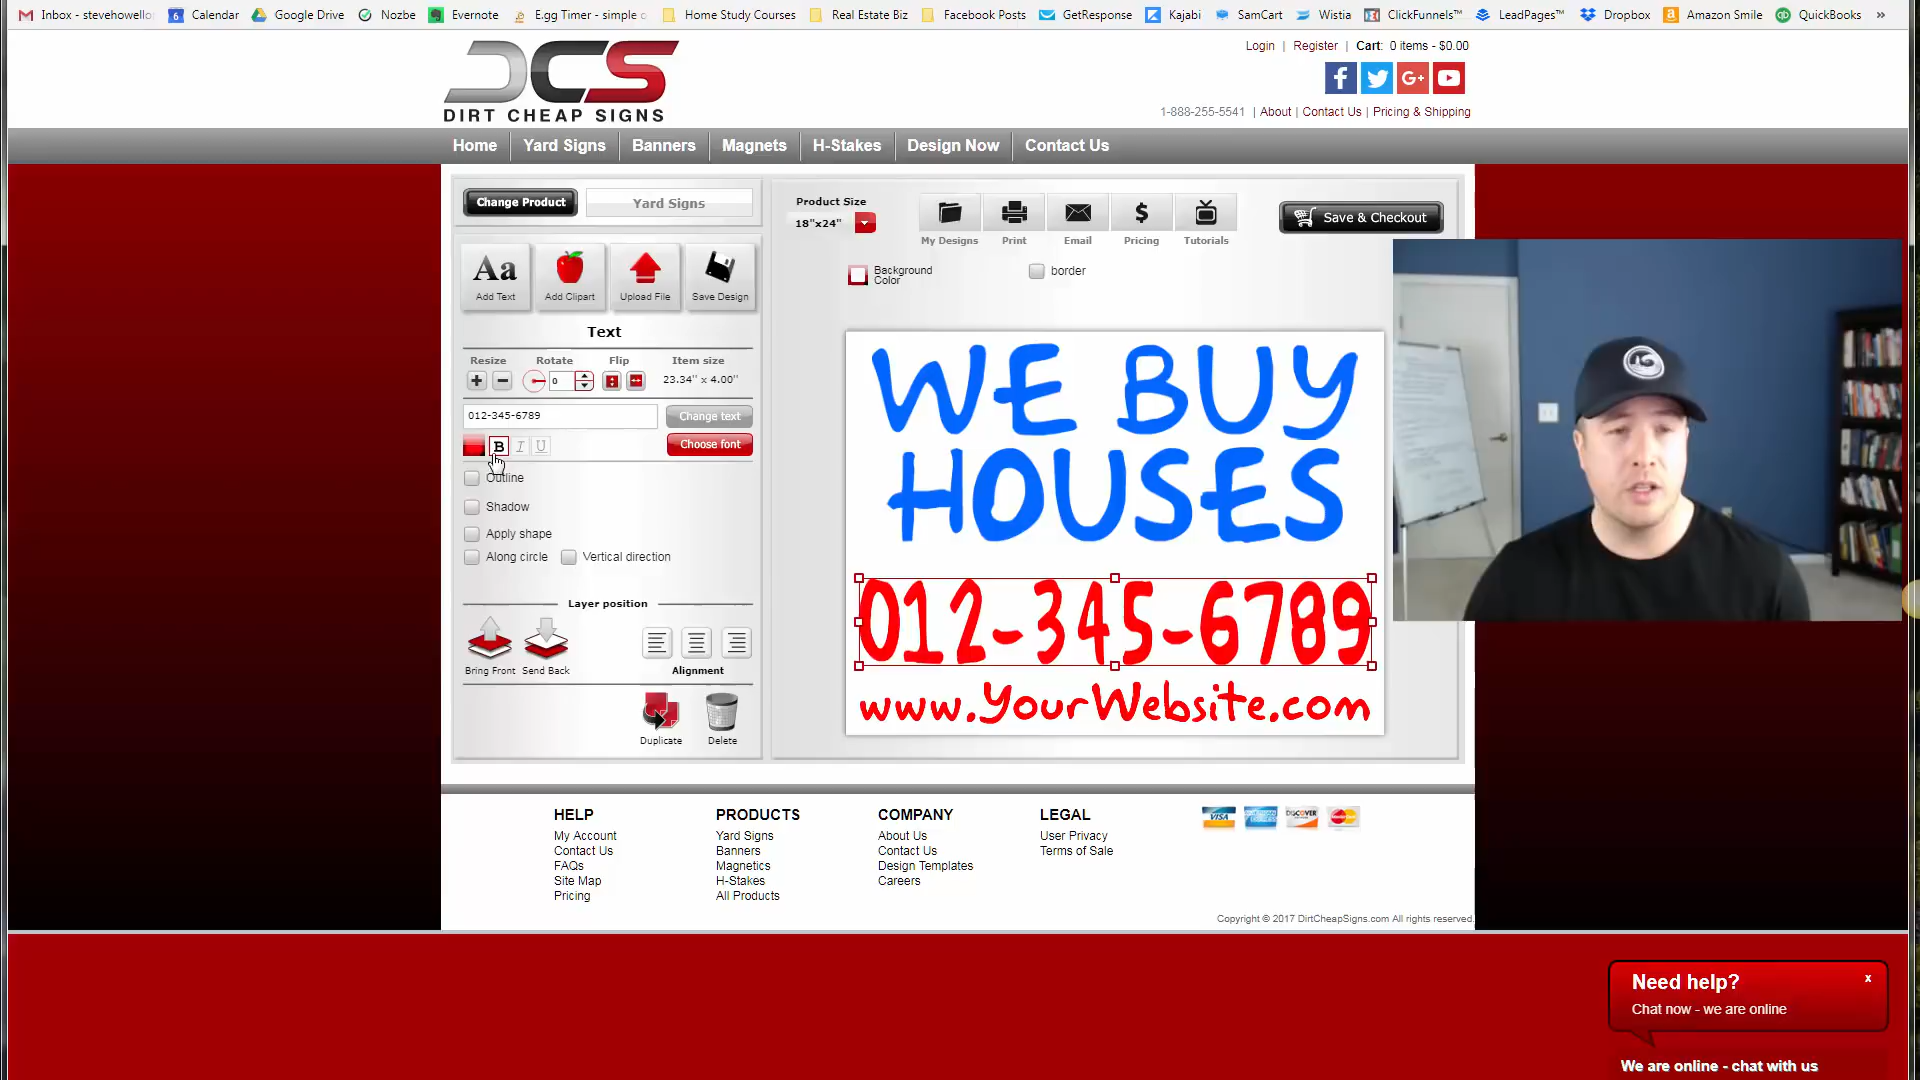 Inbox - stevehowello
Calendar
Google Drive
Nozbe
Evernote
E.gg Timer - simple o
Home Study Courses
Real Estate Biz
Facebook Posts
GetResponse
Kajabi
SamCart
Wistia
ClickFunnels™
LeadPages™
Dropbox
Amazon Smile
QuickBooks
»
DCS
DIRT CHEAP SIGNS
Login | Register | Cart: 0 items - $0.00
1-888-255-5541 | About | Contact Us | Pricing & Shipping
Home
Yard Signs
Banners
Magnets
H-Stakes
Design Now
Contact Us
Change Product
Yard Signs
Product Size
18"x24"
My Designs
Print
Email
Pricing
Tutorials
Save & Checkout
Background
Color
border
Aa
Add Text
Add Clipart
Upload File
Save Design
Text
Resize
Rotate
Flip
Item size
0
23.34" x 4.00"
012-345-6789
Change text
B I U
Choose font
Outline
Shadow
Apply shape
Along circle
Vertical direction
Layer position
Bring Front
Send Back
Alignment
Duplicate
Delete
WE BUY
HOUSES
012-345-6789
www.YourWebsite.com
HELP
My Account
Contact Us
FAQs
Site Map
Pricing
PRODUCTS
Yard Signs
Banners
Magnetics
H-Stakes
All Products
COMPANY
About Us
Contact Us
Design Templates
Careers
LEGAL
User Privacy
Terms of Sale
VISA
DISCOVER
MasterCard
Copyright © 2017 DirtCheapSigns.com All rights reserved.
Need help?
x
Chat now - we are online
We are online - chat with us